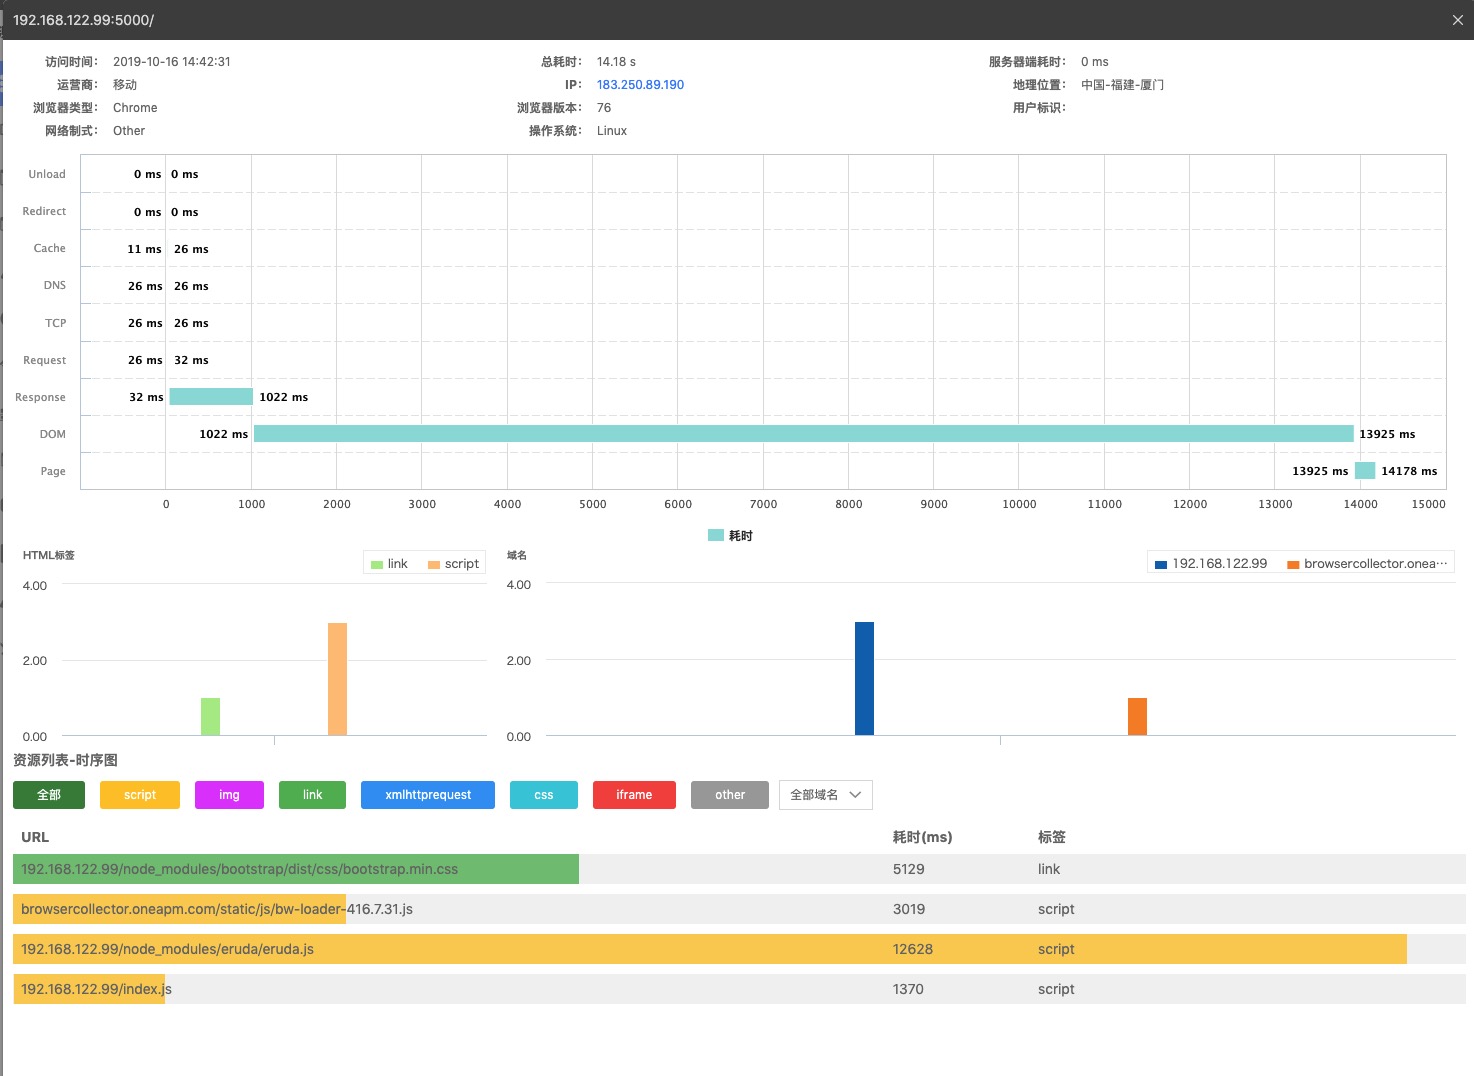 192.168.122.99:5000/
访问时间： 2019-10-16 14:42:31 总耗时： 14.18 s 服务器端耗时： 0 ms
运营商： 移动 IP： 183.250.89.190 地理位置： 中国-福建-厦门
浏览器类型： Chrome 浏览器版本： 76 用户标识：
网络制式： Other 操作系统： Linux
Unload 0 ms 0 ms
Redirect 0 ms 0 ms
Cache 11 ms 26 ms
DNS 26 ms 26 ms
TCP 26 ms 26 ms
Request 26 ms 32 ms
Response 32 ms 1022 ms
DOM 1022 ms 13925 ms
Page 13925 ms 14178 ms
0 1000 2000 3000 4000 5000 6000 7000 8000 9000 10000 11000 12000 13000 14000 15000
耗时
HTML标签
link script
4.00
2.00
0.00
域名
192.168.122.99 browsercollector.onea···
4.00
2.00
0.00
资源列表-时序图
全部 script img link xmlhttprequest css iframe other 全部域名
URL 耗时(ms) 标签
192.168.122.99/node_modules/bootstrap/dist/css/bootstrap.min.css 5129 link
browsercollector.oneapm.com/static/js/bw-loader-416.7.31.js 3019 script
192.168.122.99/node_modules/eruda/eruda.js 12628 script
192.168.122.99/index.js 1370 script